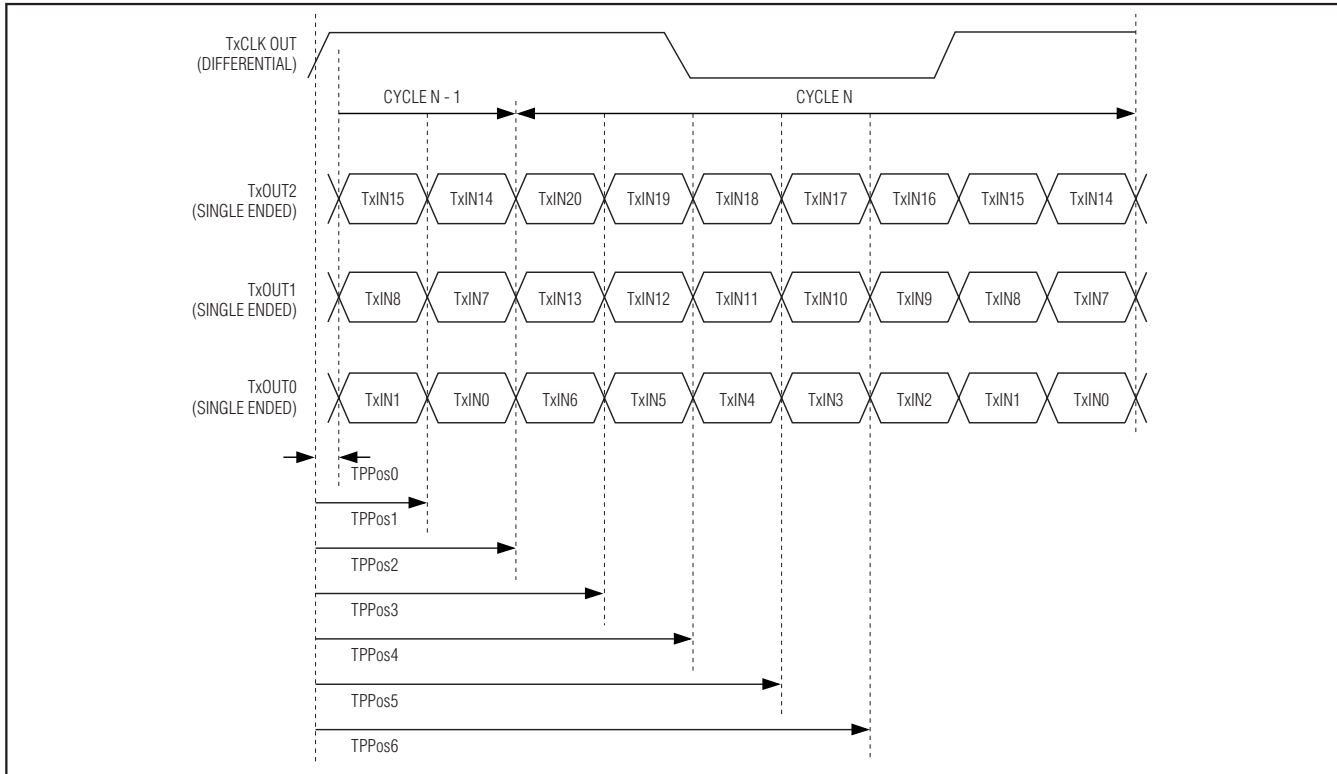 TxCLK OUT
(DIFFERENTIAL)
CYCLE N - 1 CYCLE N
TxOUT2
(SINGLE ENDED)
TxIN15 TxIN14 TxIN20 TxIN19 TxIN18 TxIN17 TxIN16 TxIN15 TxIN14
TxOUT1
(SINGLE ENDED)
TxIN8 TxIN7 TxIN13 TxIN12 TxIN11 TxIN10 TxIN9 TxIN8 TxIN7
TxOUT0
(SINGLE ENDED)
TxIN1 TxIN0 TxIN6 TxIN5 TxIN4 TxIN3 TxIN2 TxIN1 TxIN0
TPPos0
TPPos1
TPPos2
TPPos3
TPPos4
TPPos5
TPPos6